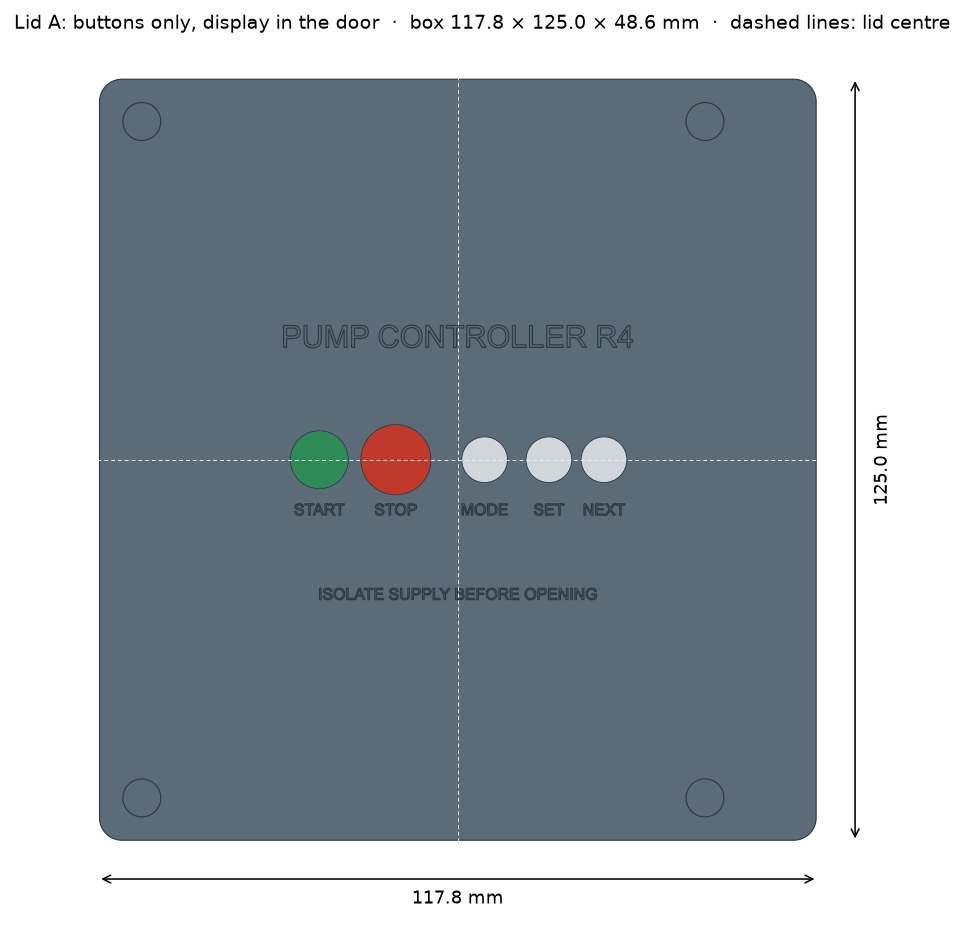 Lid A: buttons only, display in the door · box 117.8 × 125.0 × 48.6 mm · dashed lines: lid centre
PUMP CONTROLLER R4
START STOP MODE SET NEXT
ISOLATE SUPPLY BEFORE OPENING
125.0 mm
117.8 mm